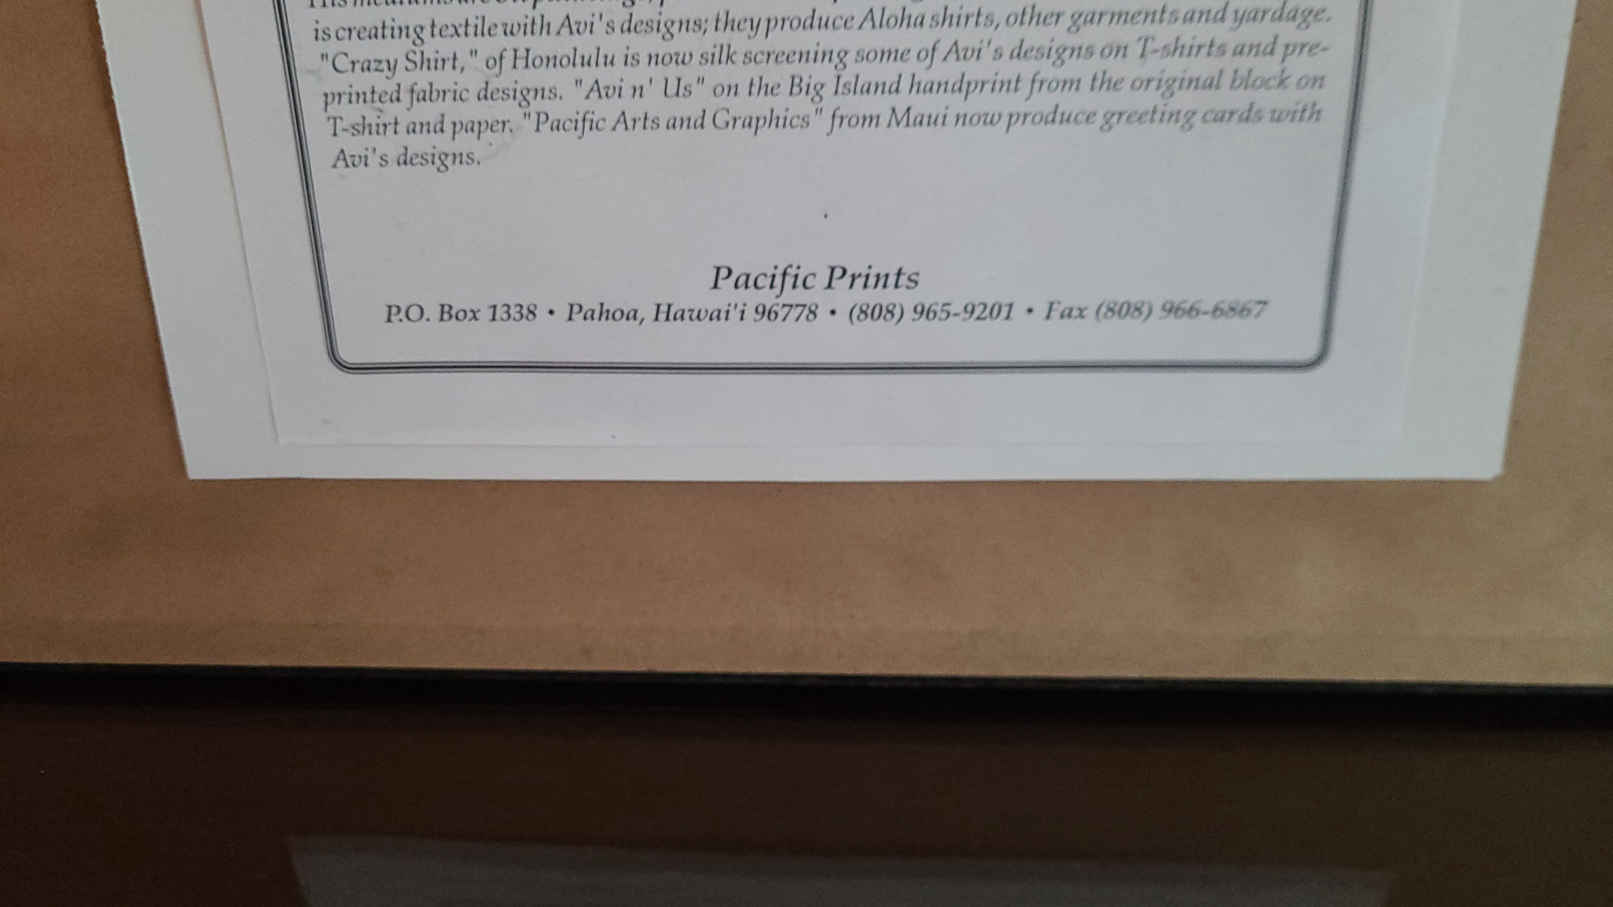 is creating textile with Avi's designs; they produce Aloha shirts, other garments and yardage.
"Crazy Shirt," of Honolulu is now silk screening some of Avi's designs on T-shirts and pre-
printed fabric designs. "Avi n' Us" on the Big Island handprint from the original block on
T-shirt and paper. "Pacific Arts and Graphics" from Maui now produce greeting cards with
Avi's designs.
Pacific Prints
P.O. Box 1338 • Pahoa, Hawai'i 96778 • (808) 965-9201 • Fax (808) 966-6867